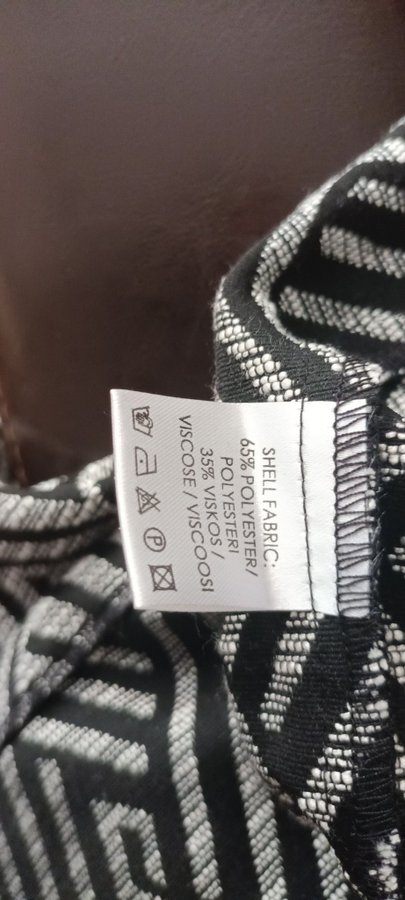 SHELL FABRIC:
65% POLYESTER/
POLYESTERI
35% VISKOS /
VISCOSE / VISCOOSI
P